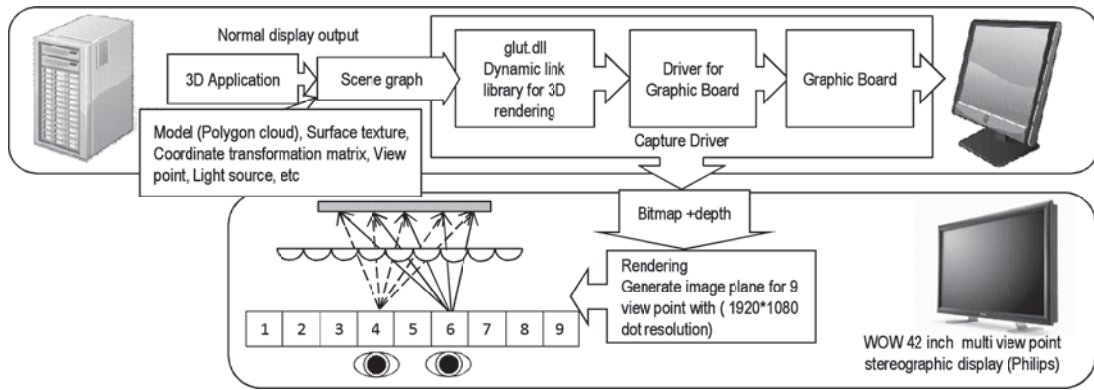 Normal display output
3D Application
Scene graph
glut.dll
Dynamic link
library for 3D
rendering
Driver for
Graphic Board
Graphic Board
Model (Polygon cloud), Surface texture,
Coordinate transformation matrix, View
point, Light source, etc
Capture Driver
Bitmap +depth
Rendering
Generate image plane for 9
view point with ( 1920*1080
dot resolution)
1 2 3 4 5 6 7 8 9
WOW 42 inch multi view point
stereographic display (Philips)